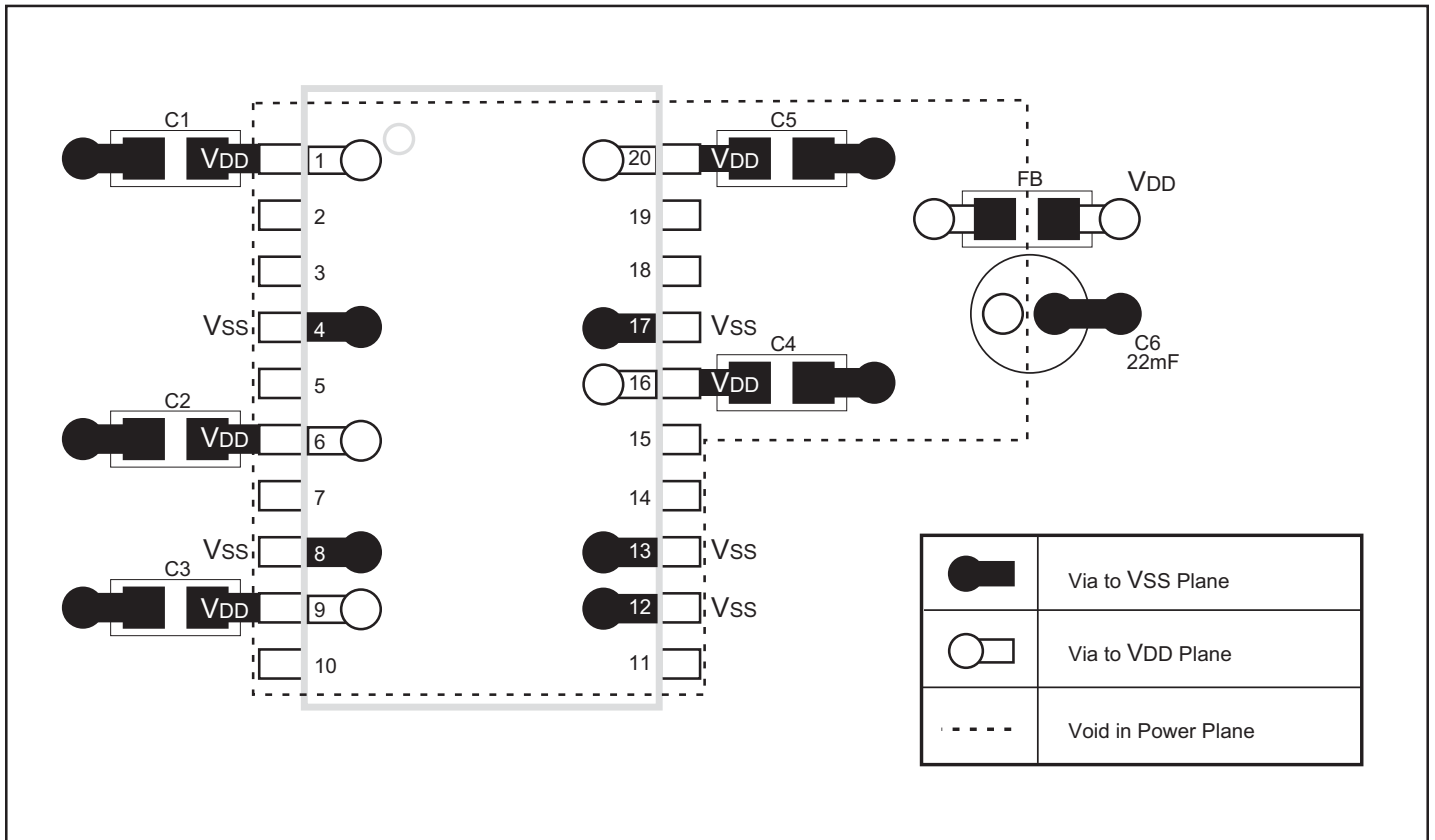 C1
C5
VDD
1
20
VDD
FB
VDD
2
19
3
18
VSS
4
17
VSS
C6
22mF
5
C4
16
VDD
C2
VDD
6
15
7
14
VSS
8
13
VSS
C3
VDD
9
12
VSS
10
11
Via to VSS Plane
Via to VDD Plane
Void in Power Plane